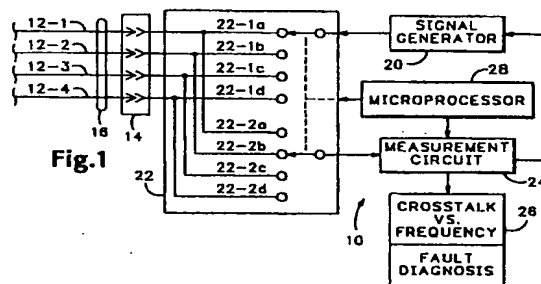 12-1
12-2
12-3
12-4
16
14
Fig.1
22
22-1a
22-1b
22-1c
22-1d
22-2a
22-2b
22-2c
22-2d
SIGNAL
GENERATOR
20
28
MICROPROCESSOR
MEASUREMENT
CIRCUIT
24
10
CROSSTALK
VS.
FREQUENCY
26
FAULT
DIAGNOSIS